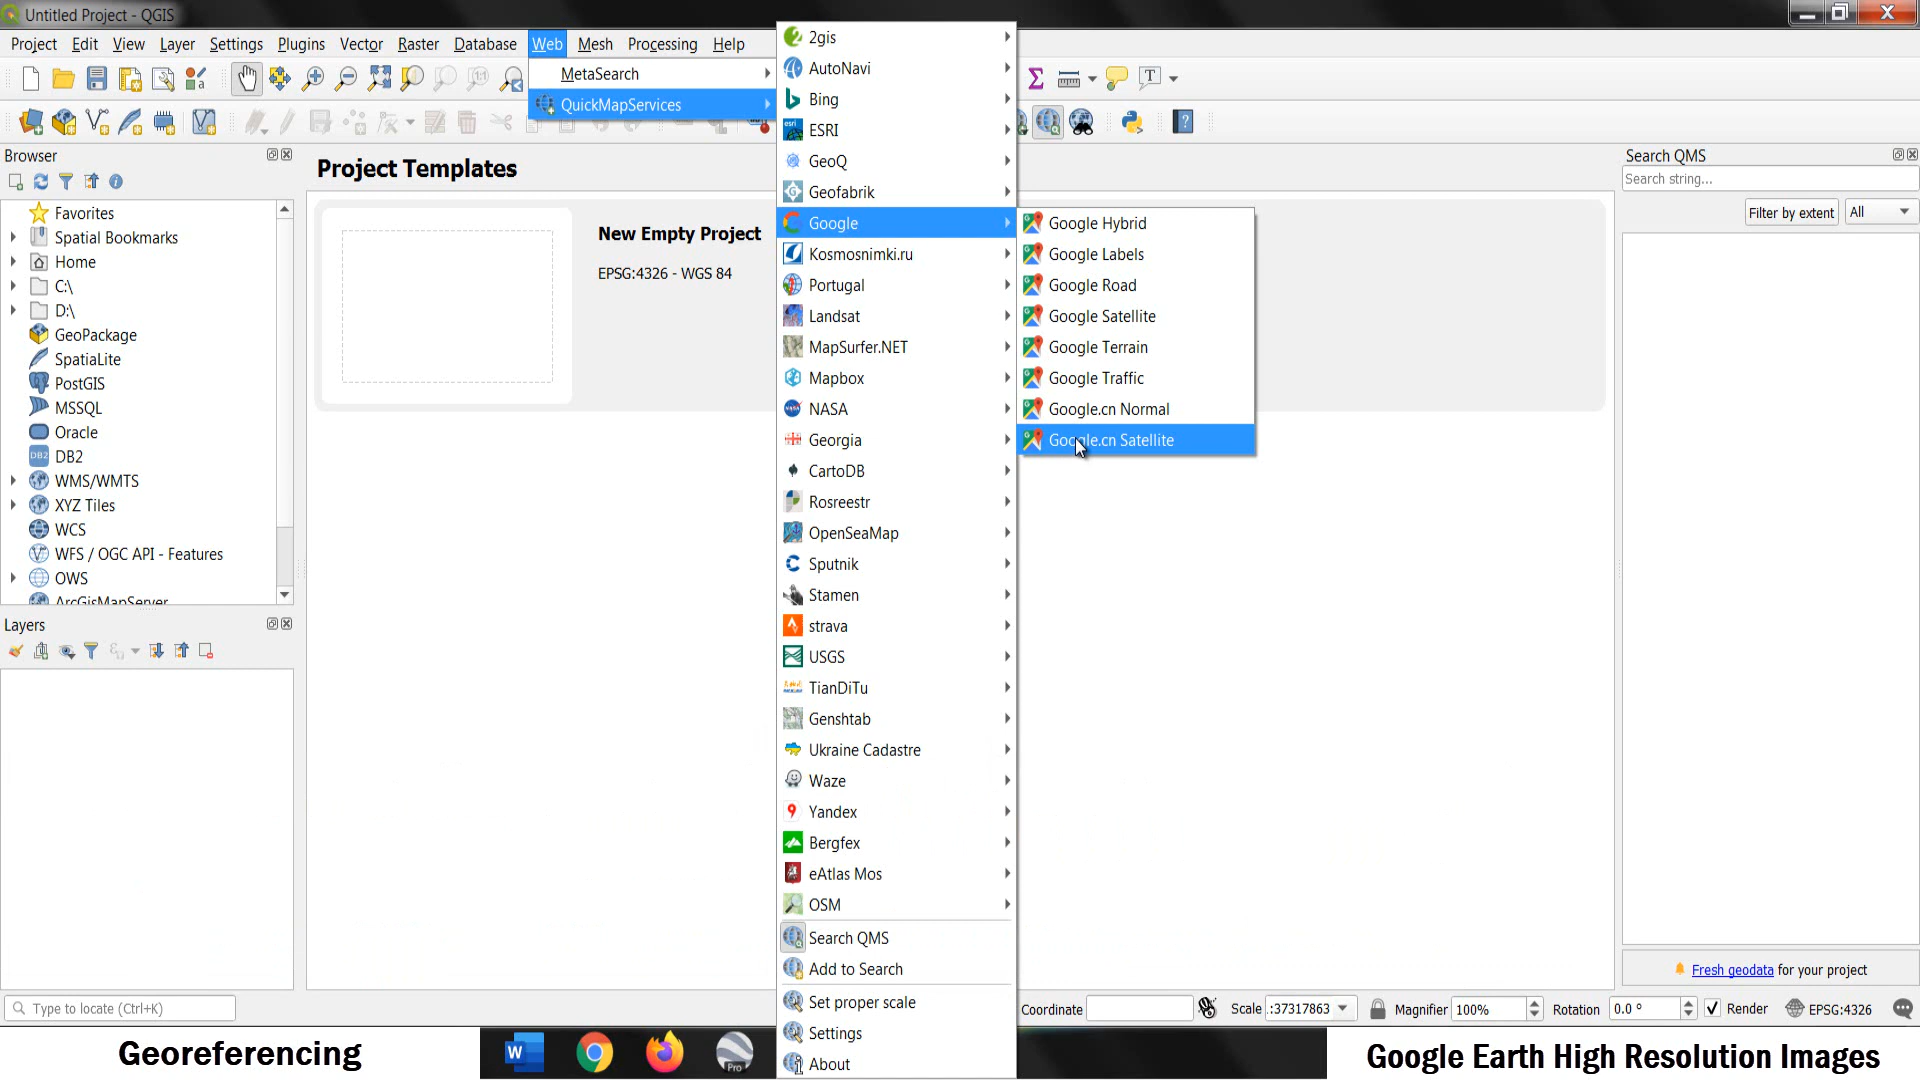 Untitled Project - QGIS
Project Edit View Layer Settings Plugins Vector Raster Database Web Mesh Processing Help
MetaSearch
QuickMapServices
2gis
AutoNavi
Bing
ESRI
GeoQ
Geofabrik
Google
Kosmosnimki.ru
Portugal
Landsat
MapSurfer.NET
Mapbox
NASA
Georgia
CartoDB
Rosreestr
OpenSeaMap
Sputnik
Stamen
strava
USGS
TianDiTu
Genshtab
Ukraine Cadastre
Waze
Yandex
Bergfex
eAtlas Mos
OSM
Search QMS
Add to Search
Set proper scale
Settings
About
Google Hybrid
Google Labels
Google Road
Google Satellite
Google Terrain
Google Traffic
Google.cn Normal
Google.cn Satellite
Browser
Favorites
Spatial Bookmarks
Home
C:\
D:\
GeoPackage
SpatiaLite
PostGIS
MSSQL
Oracle
DB2
WMS/WMTS
XYZ Tiles
WCS
WFS / OGC API - Features
OWS
ArcGisMapServer
Layers
Project Templates
New Empty Project
EPSG:4326 - WGS 84
Search QMS
Search string...
Filter by extent All
Fresh geodata for your project
Type to locate (Ctrl+K)
Coordinate Scale :37317863 Magnifier 100% Rotation 0.0 ° Render EPSG:4326
Georeferencing
Pro
Google Earth High Resolution Images